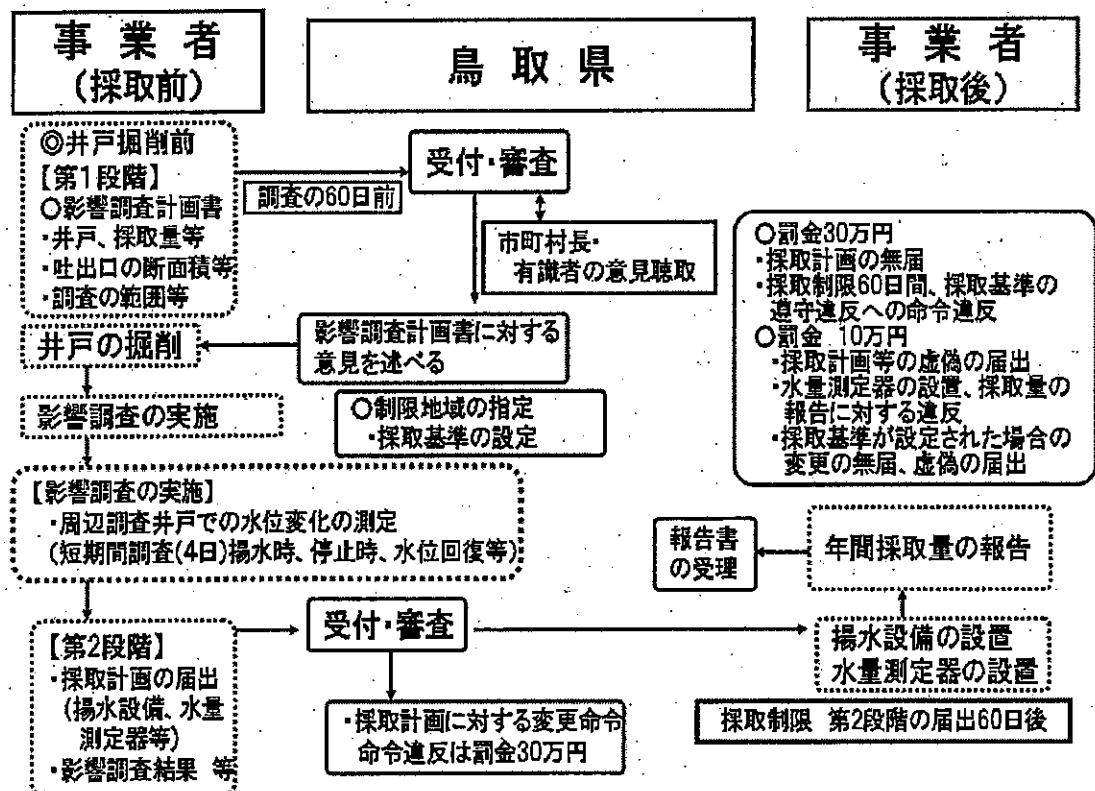 事業者
(採取前)
鳥取県
事業者
(採取後)
◎井戸掘削前
【第1段階】
○影響調査計画書
・井戸、採取量等
・吐出口の断面積等
・調査の範囲等
調査の60日前
受付・審査
市町村長・
有識者の意見聴取
○罰金30万円
・採取計画の無届
・採取制限60日間、採取基準の
遵守違反への命令違反
○罰金 10万円
・採取計画等の虚偽の届出
・水量測定器の設置、採取量の
報告に対する違反
・採取基準が設定された場合の
変更の無届、虚偽の届出
井戸の掘削
影響調査計画書に対する
意見を述べる
影響調査の実施
○制限地域の指定
・採取基準の設定
【影響調査の実施】
・周辺調査井戸での水位変化の測定
(短期間調査(4日)揚水時、停止時、水位回復等)
報告書
の受理
年間採取量の報告
【第2段階】
・採取計画の届出
(揚水設備、水量
測定器等)
・影響調査結果 等
受付・審査
揚水設備の設置
水量測定器の設置
・採取計画に対する変更命令
命令違反は罰金30万円
採取制限 第2段階の届出60日後